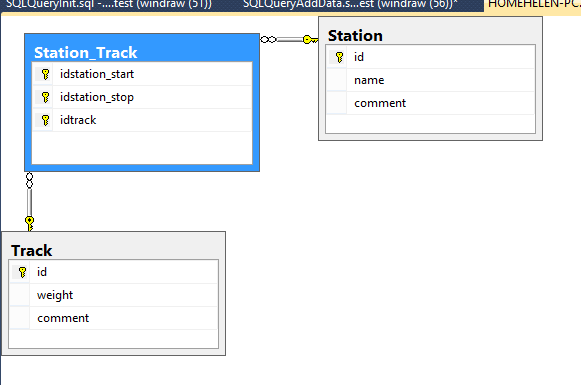 SQLQueryInit.sql -....test (windraw (51))
SQLQueryAddData.s...est (windraw (56))*
HOMEHELEN-PC.
Station_Track
idstation_start
idstation_stop
idtrack
Station
id
name
comment
Track
id
weight
comment